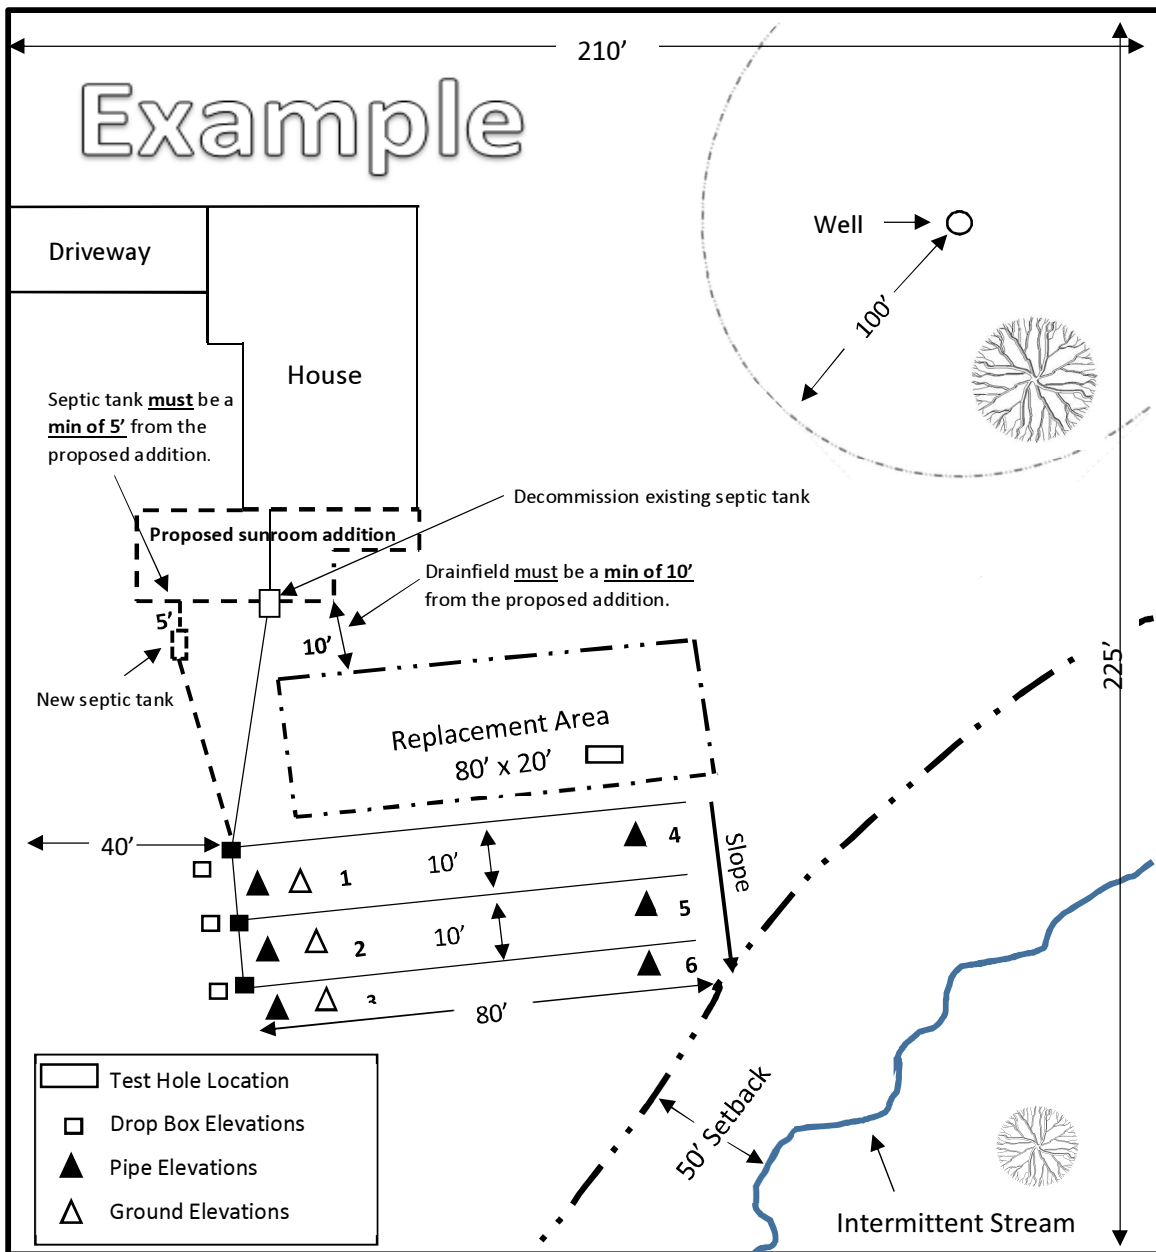 210’
Example
Driveway
Well
100’
House
Septic tank must be a
min of 5’ from the
proposed addition.
Decommission existing septic tank
Proposed sunroom addition
Drainfield must be a min of 10’
from the proposed addition.
5’
10’
225’
New septic tank
Replacement Area
80’ x 20’
40’
Slope
1
10’
4
2
10’
5
3
6
80’
Test Hole Location
Drop Box Elevations
Pipe Elevations
Ground Elevations
50’ Setback
Intermittent Stream